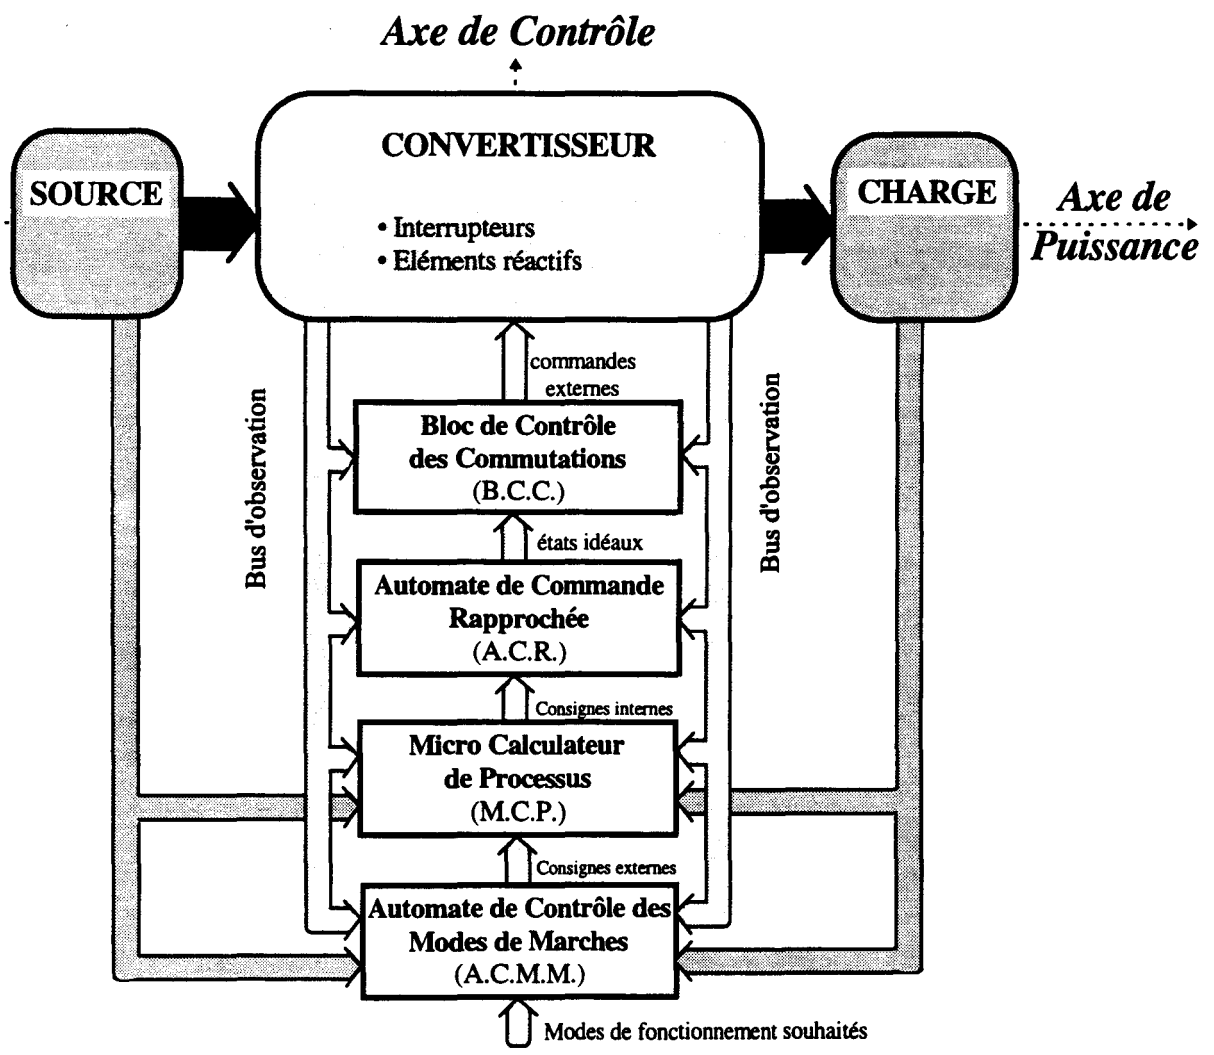 Axe de Contrôle
CONVERTISSEUR
SOURCE
CHARGE
Axe de
Puissance
• Interrupteurs
• Eléments réactifs
commandes
externes
Bus d'observation
Bus d'observation
Bloc de Contrôle
des Commutations
(B.C.C.)
états idéaux
Automate de Commande
Rapprochée
(A.C.R.)
Consignes internes
Micro Calculateur
de Processus
(M.C.P.)
Consignes externes
Automate de Contrôle des
Modes de Marches
(A.C.M.M.)
Modes de fonctionnement souhaités